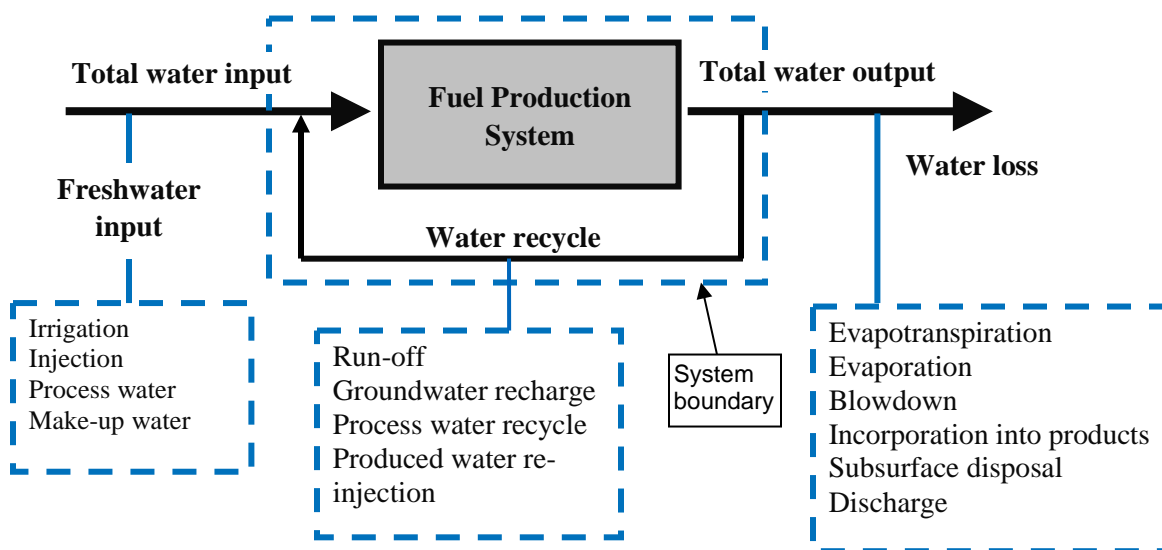 Total water input
Fuel Production
System
Total water output
Water loss
Freshwater
input
Water recycle
Irrigation
Injection
Process water
Make-up water
Run-off
Groundwater recharge
Process water recycle
Produced water re-
injection
System
boundary
Evapotranspiration
Evaporation
Blowdown
Incorporation into products
Subsurface disposal
Discharge